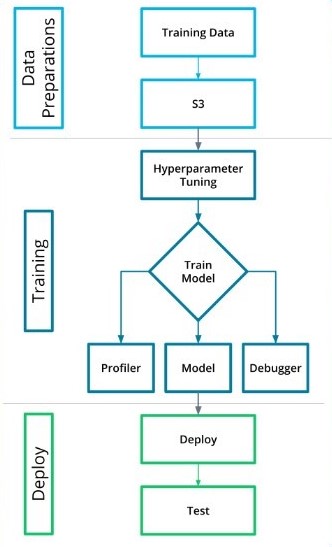 Data
Preparations
Training Data
S3
Training
Hyperparameter
Tuning
Train
Model
Profiler
Model
Debugger
Deploy
Deploy
Test